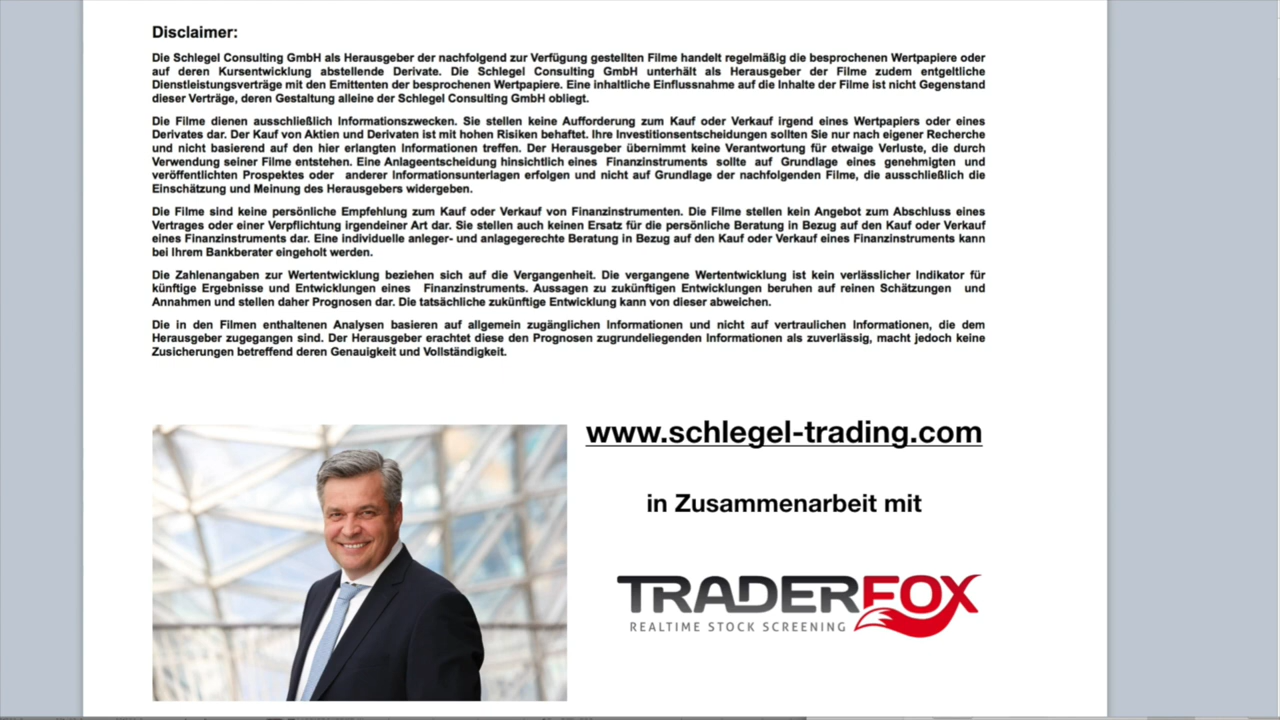 Disclaimer:
Die Schlegel Consulting GmbH als Herausgeber der nachfolgend zur Verfügung gestellten Filme handelt regelmäßig die besprochenen Wertpapiere oder
auf deren Kursentwicklung abstellende Derivate. Die Schlegel Consulting GmbH unterhält als Herausgeber der Filme zudem entgeltliche
Dienstleistungsverträge mit den Emittenten der besprochenen Wertpapiere. Eine inhaltliche Einflussnahme auf die Inhalte der Filme ist nicht Gegenstand
dieser Verträge, deren Gestaltung alleine der Schlegel Consulting GmbH obliegt.
Die Filme dienen ausschließlich Informationszwecken. Sie stellen keine Aufforderung zum Kauf oder Verkauf irgend eines Wertpapiers oder eines
Derivates dar. Der Kauf von Aktien und Derivaten ist mit hohen Risiken behaftet. Ihre Investitionsentscheidungen sollten Sie nur nach eigener Recherche
und nicht basierend auf den hier erlangten Informationen treffen. Der Herausgeber übernimmt keine Verantwortung für etwaige Verluste, die durch
Verwendung seiner Filme entstehen. Eine Anlageentscheidung hinsichtlich eines Finanzinstruments sollte auf Grundlage eines genehmigten und
veröffentlichten Prospektes oder anderer Informationsunterlagen erfolgen und nicht auf Grundlage der nachfolgenden Filme, die ausschließlich die
Einschätzung und Meinung des Herausgebers widergeben.
Die Filme sind keine persönliche Empfehlung zum Kauf oder Verkauf von Finanzinstrumenten. Die Filme stellen kein Angebot zum Abschluss eines
Vertrages oder einer Verpflichtung irgendeiner Art dar. Sie stellen auch keinen Ersatz für die persönliche Beratung in Bezug auf den Kauf oder Verkauf
eines Finanzinstruments dar. Eine individuelle anleger- und anlagegerechte Beratung in Bezug auf den Kauf oder Verkauf eines Finanzinstruments kann
bei Ihrem Bankberater eingeholt werden.
Die Zahlenangaben zur Wertentwicklung beziehen sich auf die Vergangenheit. Die vergangene Wertentwicklung ist kein verlässlicher Indikator für
künftige Ergebnisse und Entwicklungen eines Finanzinstruments. Aussagen zu zukünftigen Entwicklungen beruhen auf reinen Schätzungen und
Annahmen und stellen daher Prognosen dar. Die tatsächliche zukünftige Entwicklung kann von dieser abweichen.
Die in den Filmen enthaltenen Analysen basieren auf allgemein zugänglichen Informationen und nicht auf vertraulichen Informationen, die dem
Herausgeber zugegangen sind. Der Herausgeber erachtet diese den Prognosen zugrundeliegenden Informationen als zuverlässig, macht jedoch keine
Zusicherungen betreffend deren Genauigkeit und Vollständigkeit.
www.schlegel-trading.com
in Zusammenarbeit mit
TRADERFOX
REALTIME STOCK SCREENING